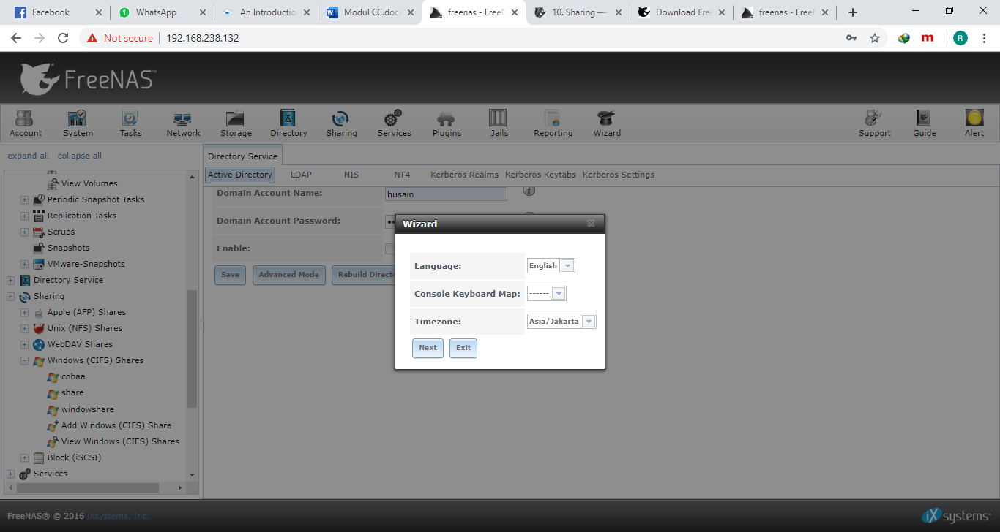 Facebook
WhatsApp
An Introductio
Modul CC.doc
freenas - Free
10. Sharing —
Download Fre
freenas - Free
Not secure
192.168.238.132
R
FreeNAS™
Account
System
Tasks
Network
Storage
Directory
Sharing
Services
Plugins
Jails
Reporting
Wizard
Support
Guide
Alert
expand all collapse all
View Volumes
Periodic Snapshot Tasks
Replication Tasks
Scrubs
Snapshots
VMware-Snapshots
Directory Service
Sharing
Apple (AFP) Shares
Unix (NFS) Shares
WebDAV Shares
Windows (CIFS) Shares
cobaa
share
windowshare
Add Windows (CIFS) Share
View Windows (CIFS) Shares
Block (iSCSI)
Services
Directory Service
Active Directory LDAP NIS NT4 Kerberos Realms Kerberos Keytabs Kerberos Settings
Domain Account Name: husain
Domain Account Password:
Enable:
Save Advanced Mode Rebuild Direct
Wizard
Language: English
Console Keyboard Map: ------
Timezone: Asia/Jakarta
Next Exit
FreeNAS® © 2016 iXsystems, Inc.
iXsystems